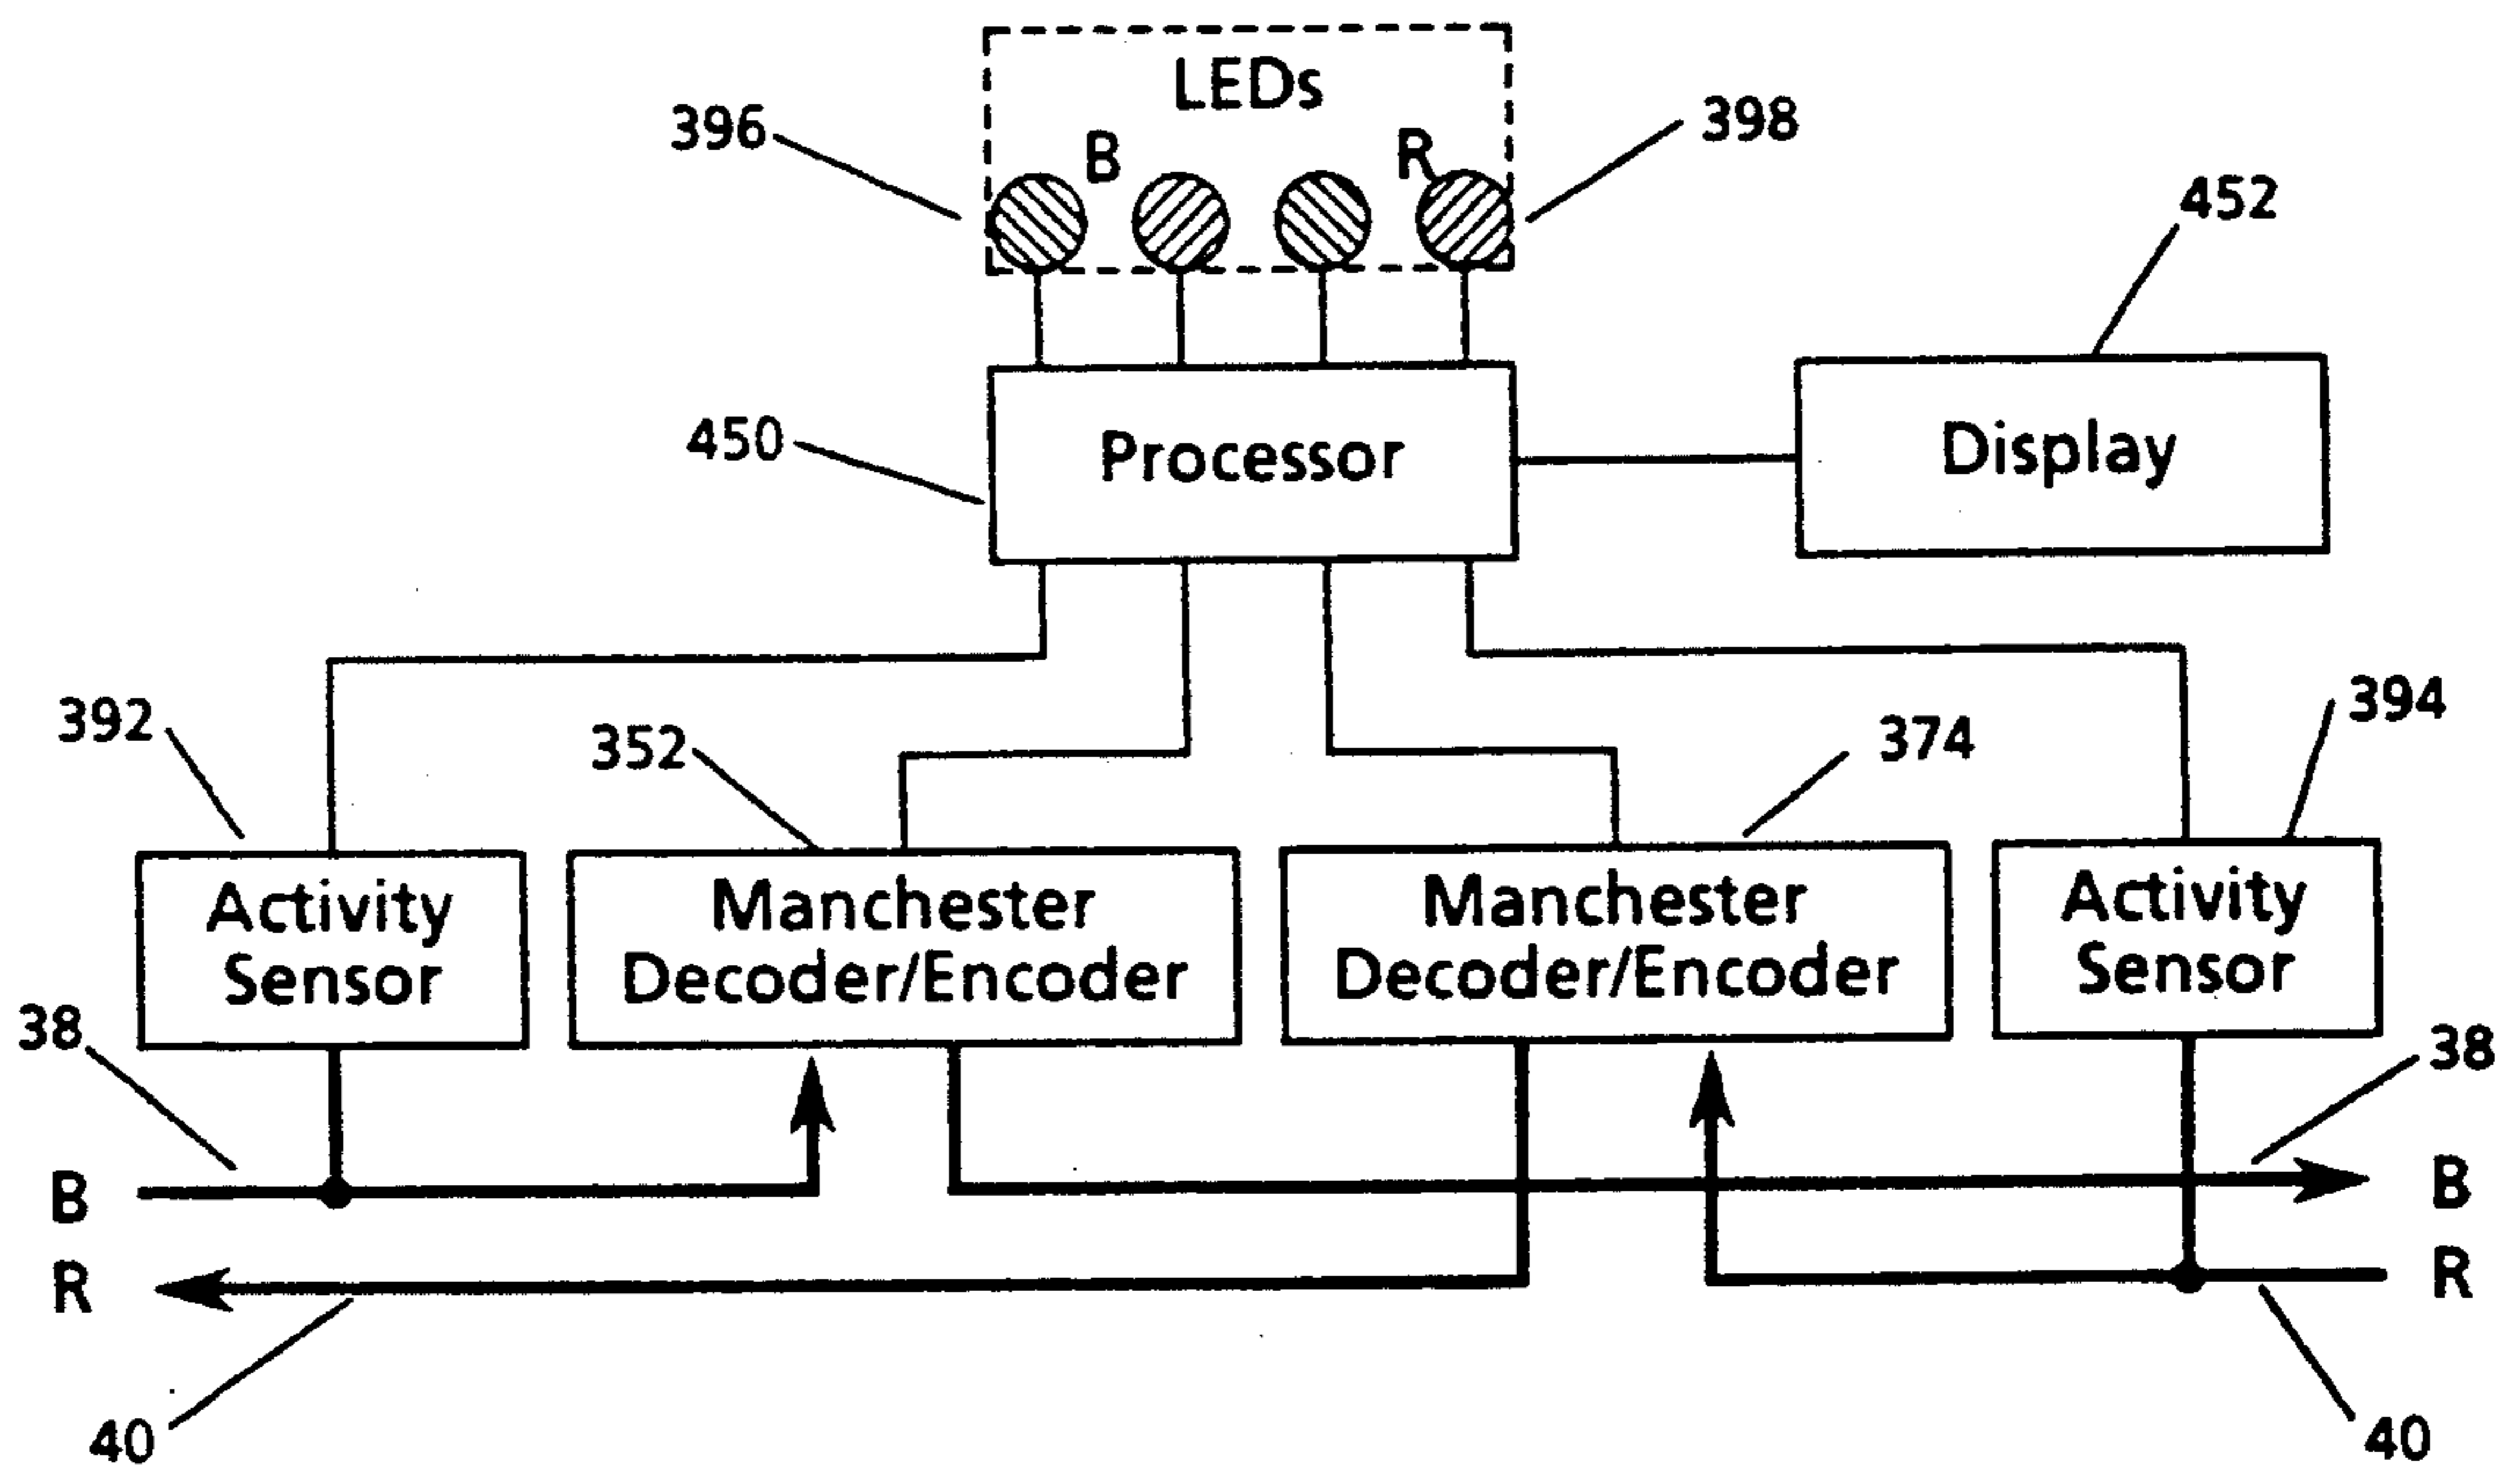 LEDs
396
B
R
398
452
450
Processor
Display
392
352
374
394
Activity
Sensor
Manchester
Decoder/Encoder
Manchester
Decoder/Encoder
Activity
Sensor
38
38
B
B
R
R
40
40